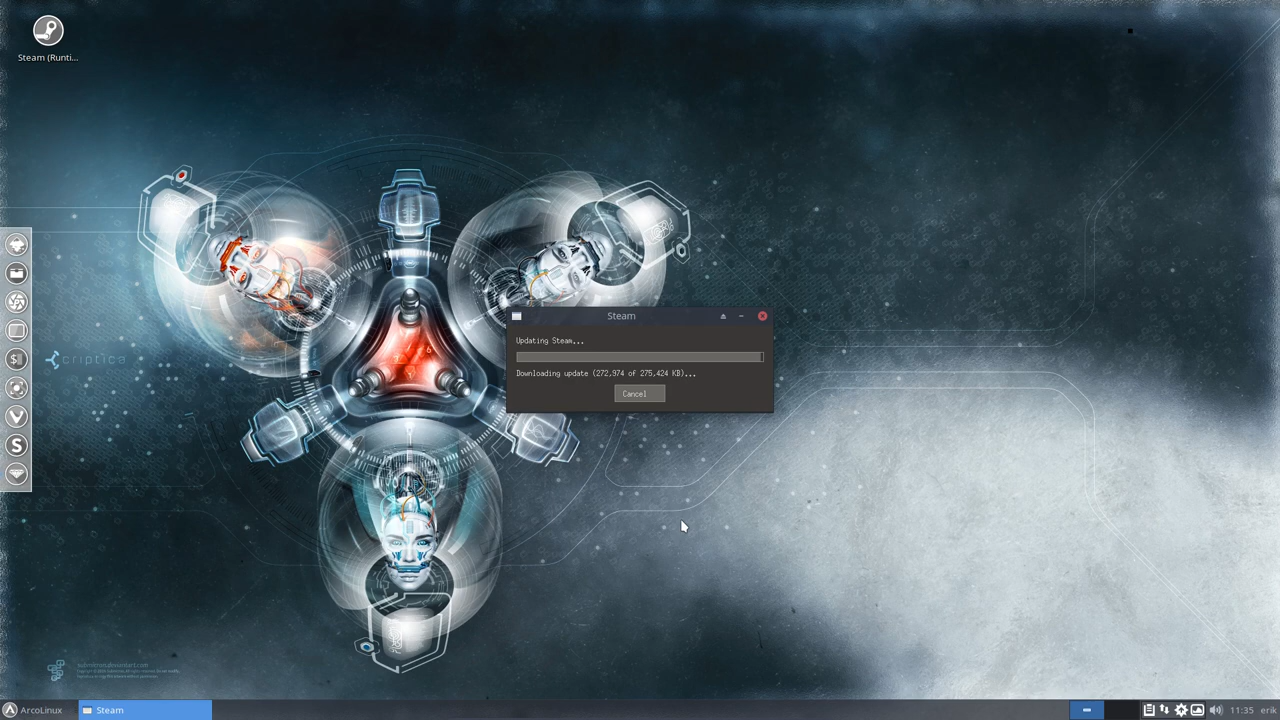 Steam (Runti...
Steam
Updating Steam...
Downloading update (272,974 of 275,424 KB)...
Cancel
criptica
ArcoLinux
Steam
11:35
erik